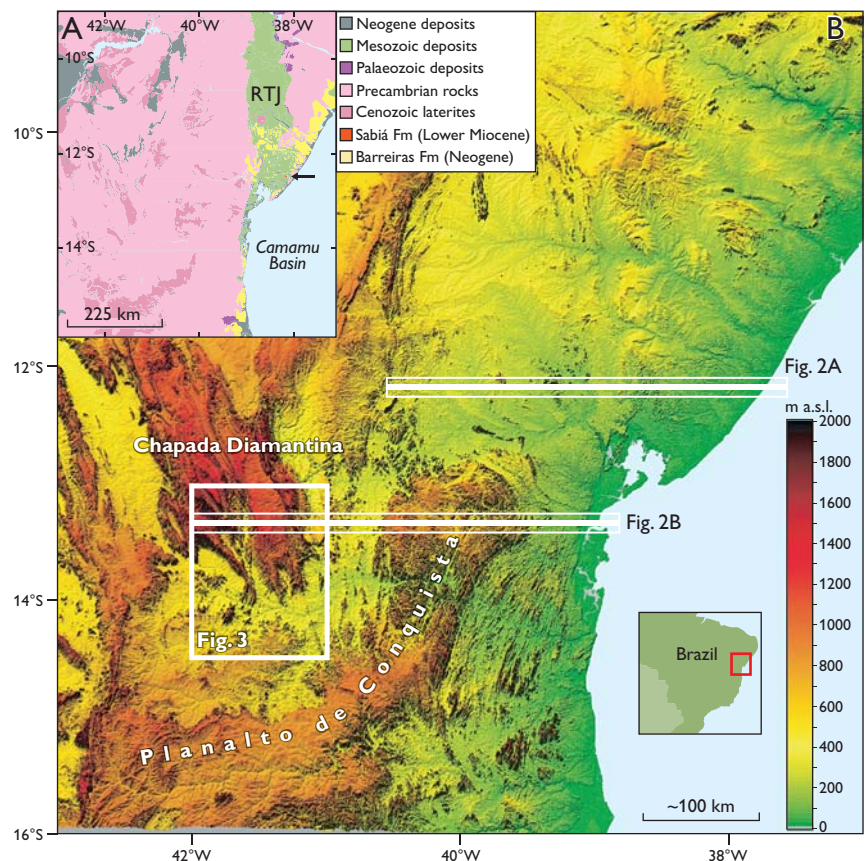 A
42°W
40°W
38°W
10°S
12°S
14°S
RTJ
Camamu
Basin
225 km
Neogene deposits
Mesozoic deposits
Palaeozoic deposits
Precambrian rocks
Cenozoic laterites
Sabiá Fm (Lower Miocene)
Barreiras Fm (Neogene)
B
10°S
12°S
14°S
16°S
Fig. 2A
Chapada Diamantina
Fig. 2B
Fig. 3
Planalto de Conquista
m a.s.l.
2000
1800
1600
1400
1200
1000
800
600
400
200
0
Brazil
~100 km
42°W
40°W
38°W